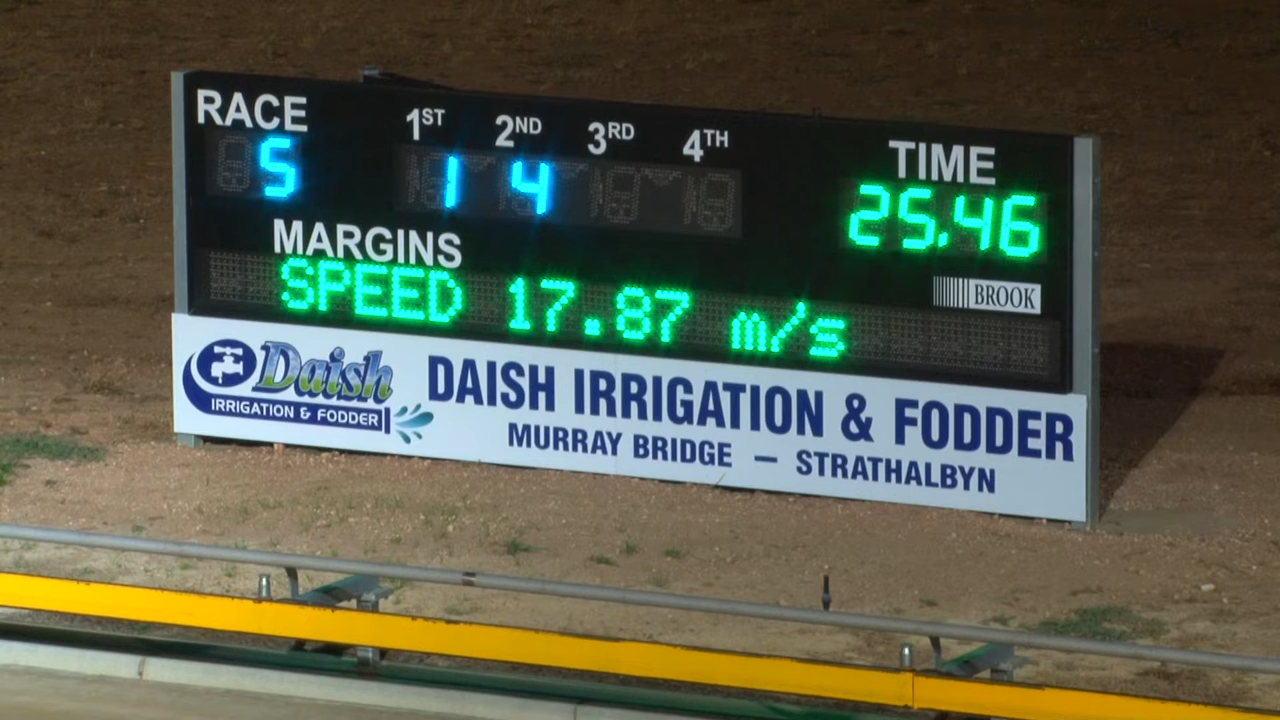 RACE 1ST 2ND 3RD 4TH TIME
5 1 4 25.46
MARGINS
SPEED 17.87 m/s
BROOK
Daish
IRRIGATION & FODDER
DAISH IRRIGATION & FODDER
MURRAY BRIDGE – STRATHALBYN